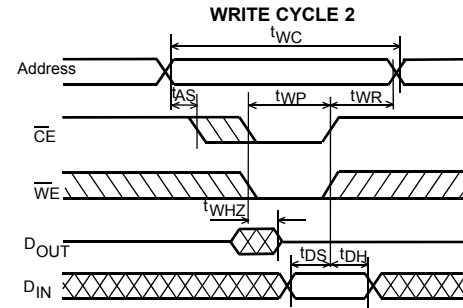 WRITE CYCLE 2
tWC
Address
tAS
tWP
tWR
CE
WE
tWHZ
DOUT
tDS
tDH
DIN